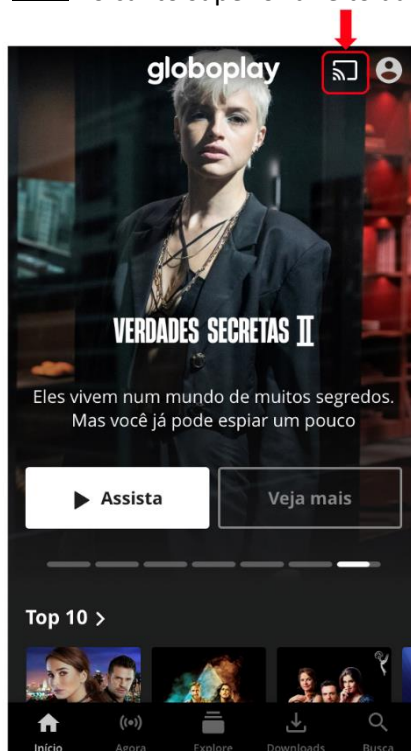 globoplay
VERDADES SECRETAS II
Eles vivem num mundo de muitos segredos.
Mas você já pode espiar um pouco
Assista
Veja mais
Top 10 >
Início
Agora
Explore
Downloads
Busca